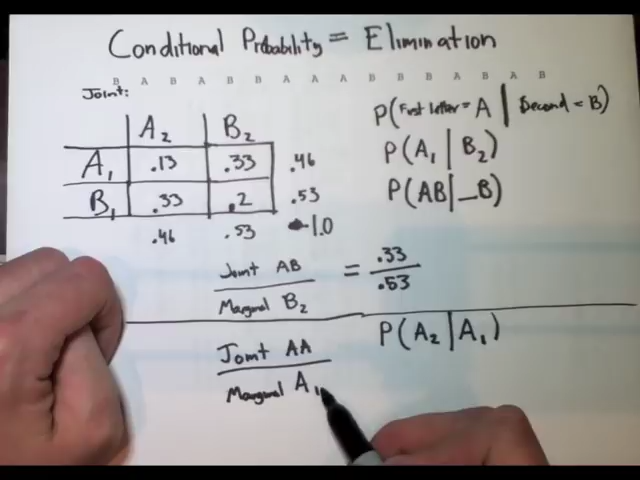 Conditional Probability = Elimination
B A B A B B A A A B B B A B A B
Joint:
A2 B2
A1 .13 .33 .46
B1 .33 .2 .53
.46 .53 1.0
P(First letter = A | Second = B)
P(A1 | B2)
P(AB | _B)
Joint AB
Marginal B2
= .33
.53
Joint AA
Marginal A1
P(A2 | A1)